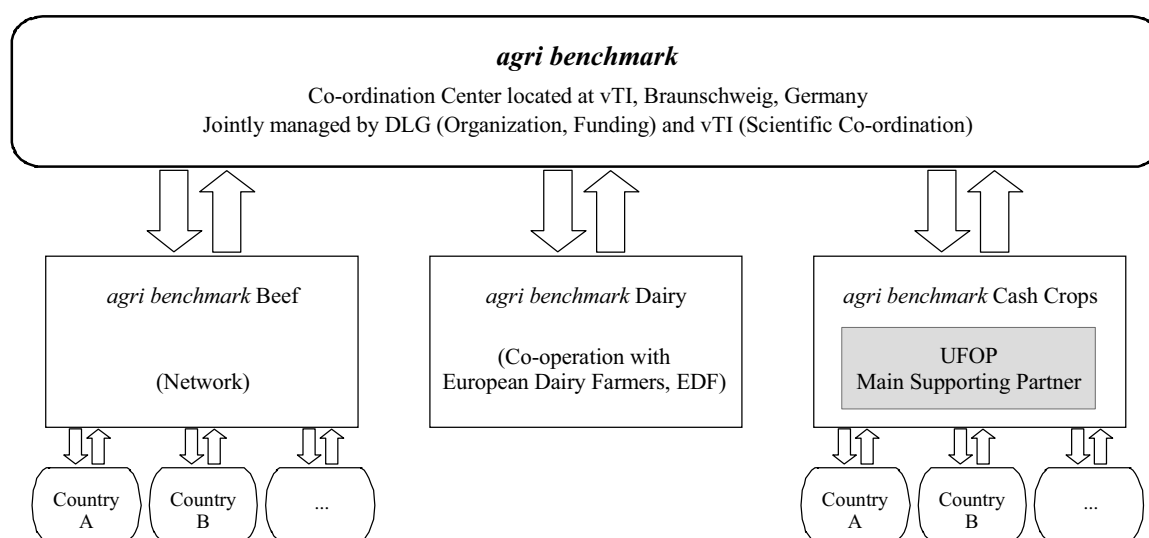 agri benchmark
Co-ordination Center located at vTI, Braunschweig, Germany
Jointly managed by DLG (Organization, Funding) and vTI (Scientific Co-ordination)
agri benchmark Beef
(Network)
agri benchmark Dairy
(Co-operation with
European Dairy Farmers, EDF)
agri benchmark Cash Crops
UFOP
Main Supporting Partner
Country
A
Country
B
...
Country
A
Country
B
...